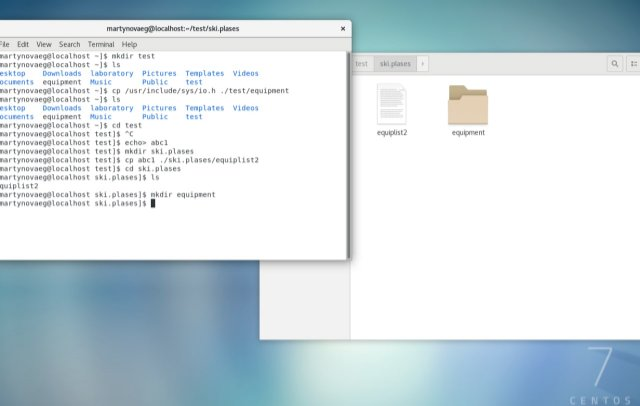 martynovaeg@localhost:~/test/ski.plases
File Edit View Search Terminal Help
martynovaeg@localhost ~]$ mkdir test
martynovaeg@localhost ~]$ ls
esktop Downloads laboratory Pictures Templates Videos
ocuments equipment Music Public test
martynovaeg@localhost ~]$ cp /usr/include/sys/io.h ./test/equipment
martynovaeg@localhost ~]$ ls
esktop Downloads laboratory Pictures Templates Videos
ocuments equipment Music Public test
martynovaeg@localhost ~]$ cd test
martynovaeg@localhost test]$ ^C
martynovaeg@localhost test]$ echo> abc1
martynovaeg@localhost test]$ mkdir ski.plases
martynovaeg@localhost test]$ cp abc1 ./ski.plases/equiplist2
martynovaeg@localhost test]$ cd ski.plases
martynovaeg@localhost ski.plases]$ ls
quiplist2
martynovaeg@localhost ski.plases]$ mkdir equipment
martynovaeg@localhost ski.plases]$
test ski.plases
equiplist2 equipment
7
CENTOS